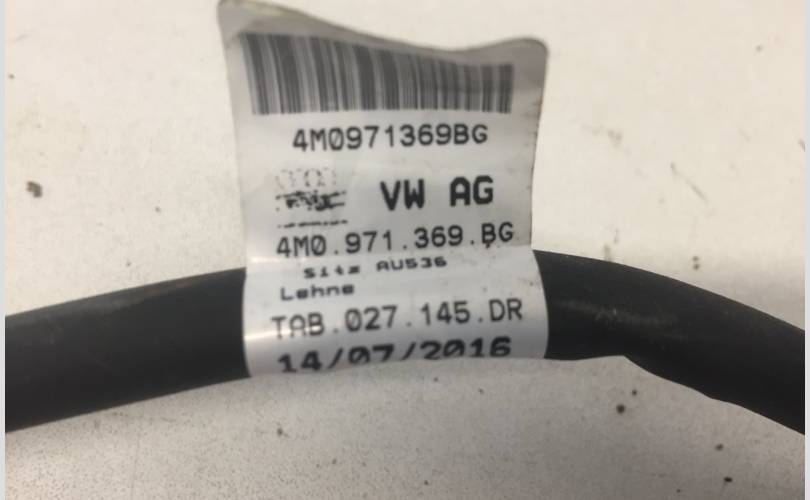 4M0971369BG
VW AG
4M0.971.369.BG
Sitz AU536
Lehne
TAB.027.145.DR
14/07/2016